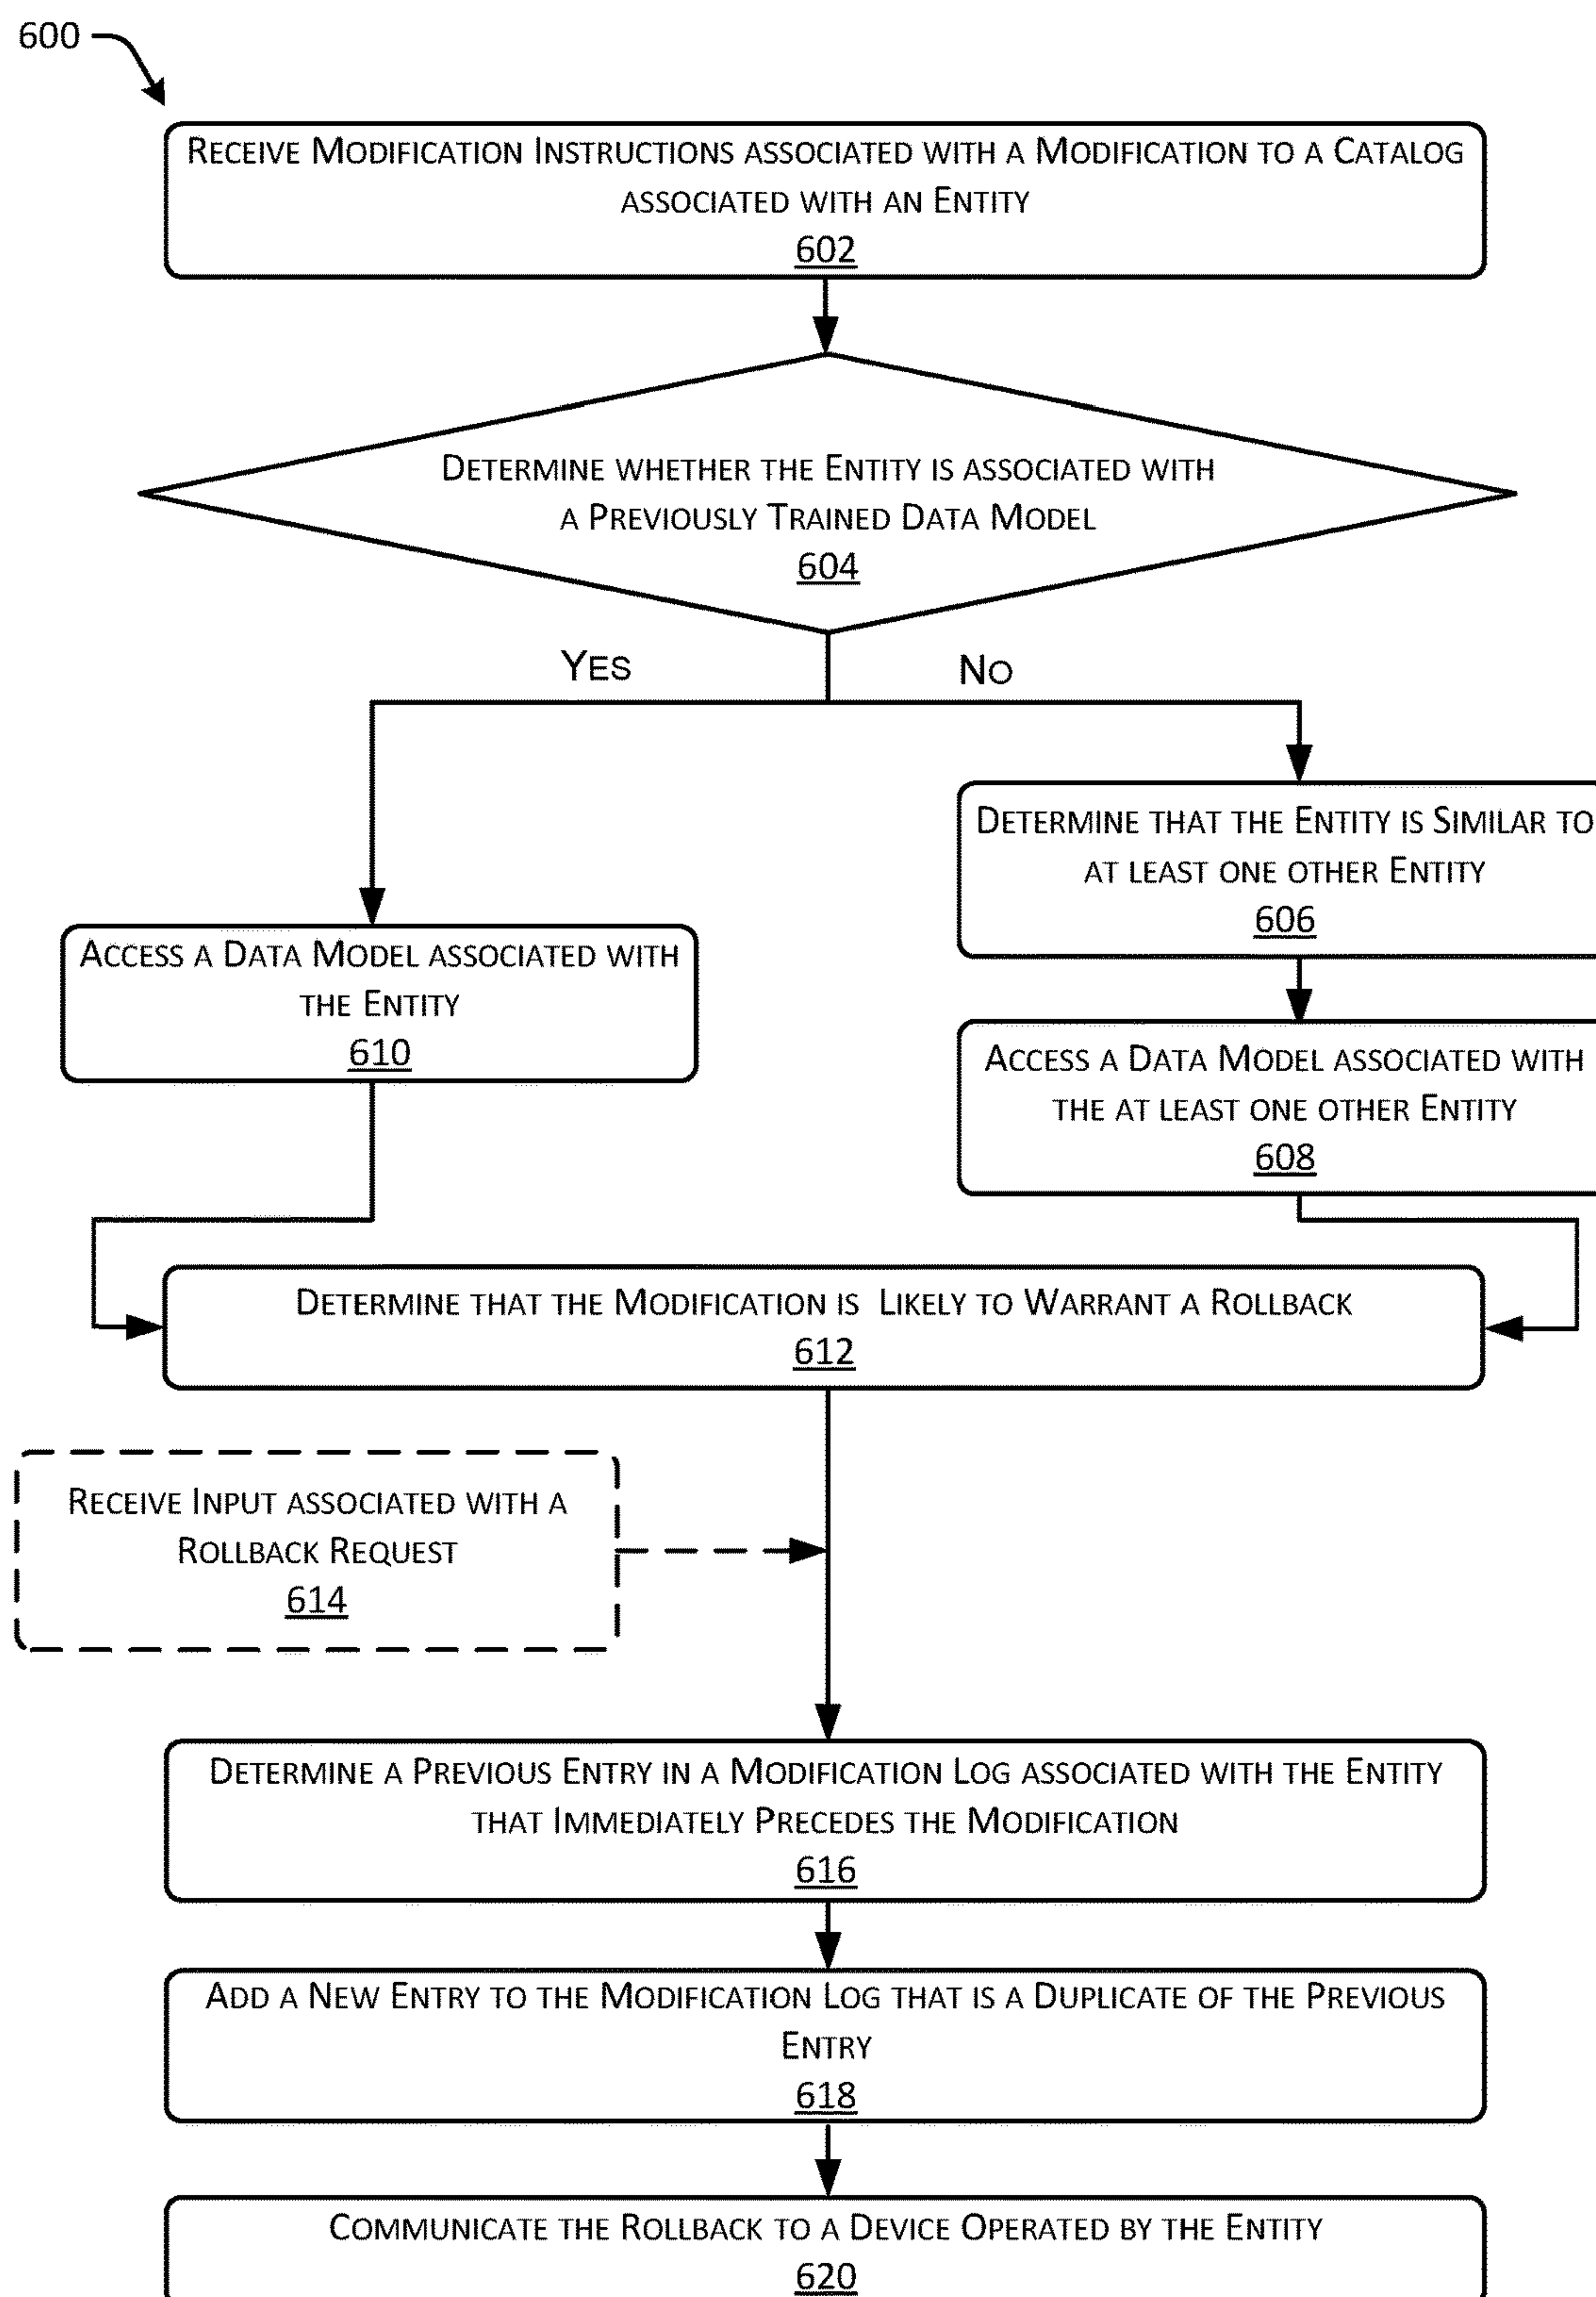 600
RECEIVE MODIFICATION INSTRUCTIONS ASSOCIATED WITH A MODIFICATION TO A CATALOG
ASSOCIATED WITH AN ENTITY
602
DETERMINE WHETHER THE ENTITY IS ASSOCIATED WITH
A PREVIOUSLY TRAINED DATA MODEL
604
YES
NO
DETERMINE THAT THE ENTITY IS SIMILAR TO
AT LEAST ONE OTHER ENTITY
606
ACCESS A DATA MODEL ASSOCIATED WITH
THE ENTITY
610
ACCESS A DATA MODEL ASSOCIATED WITH
THE AT LEAST ONE OTHER ENTITY
608
DETERMINE THAT THE MODIFICATION IS LIKELY TO WARRANT A ROLLBACK
612
RECEIVE INPUT ASSOCIATED WITH A
ROLLBACK REQUEST
614
DETERMINE A PREVIOUS ENTRY IN A MODIFICATION LOG ASSOCIATED WITH THE ENTITY
THAT IMMEDIATELY PRECEDES THE MODIFICATION
616
ADD A NEW ENTRY TO THE MODIFICATION LOG THAT IS A DUPLICATE OF THE PREVIOUS
ENTRY
618
COMMUNICATE THE ROLLBACK TO A DEVICE OPERATED BY THE ENTITY
620